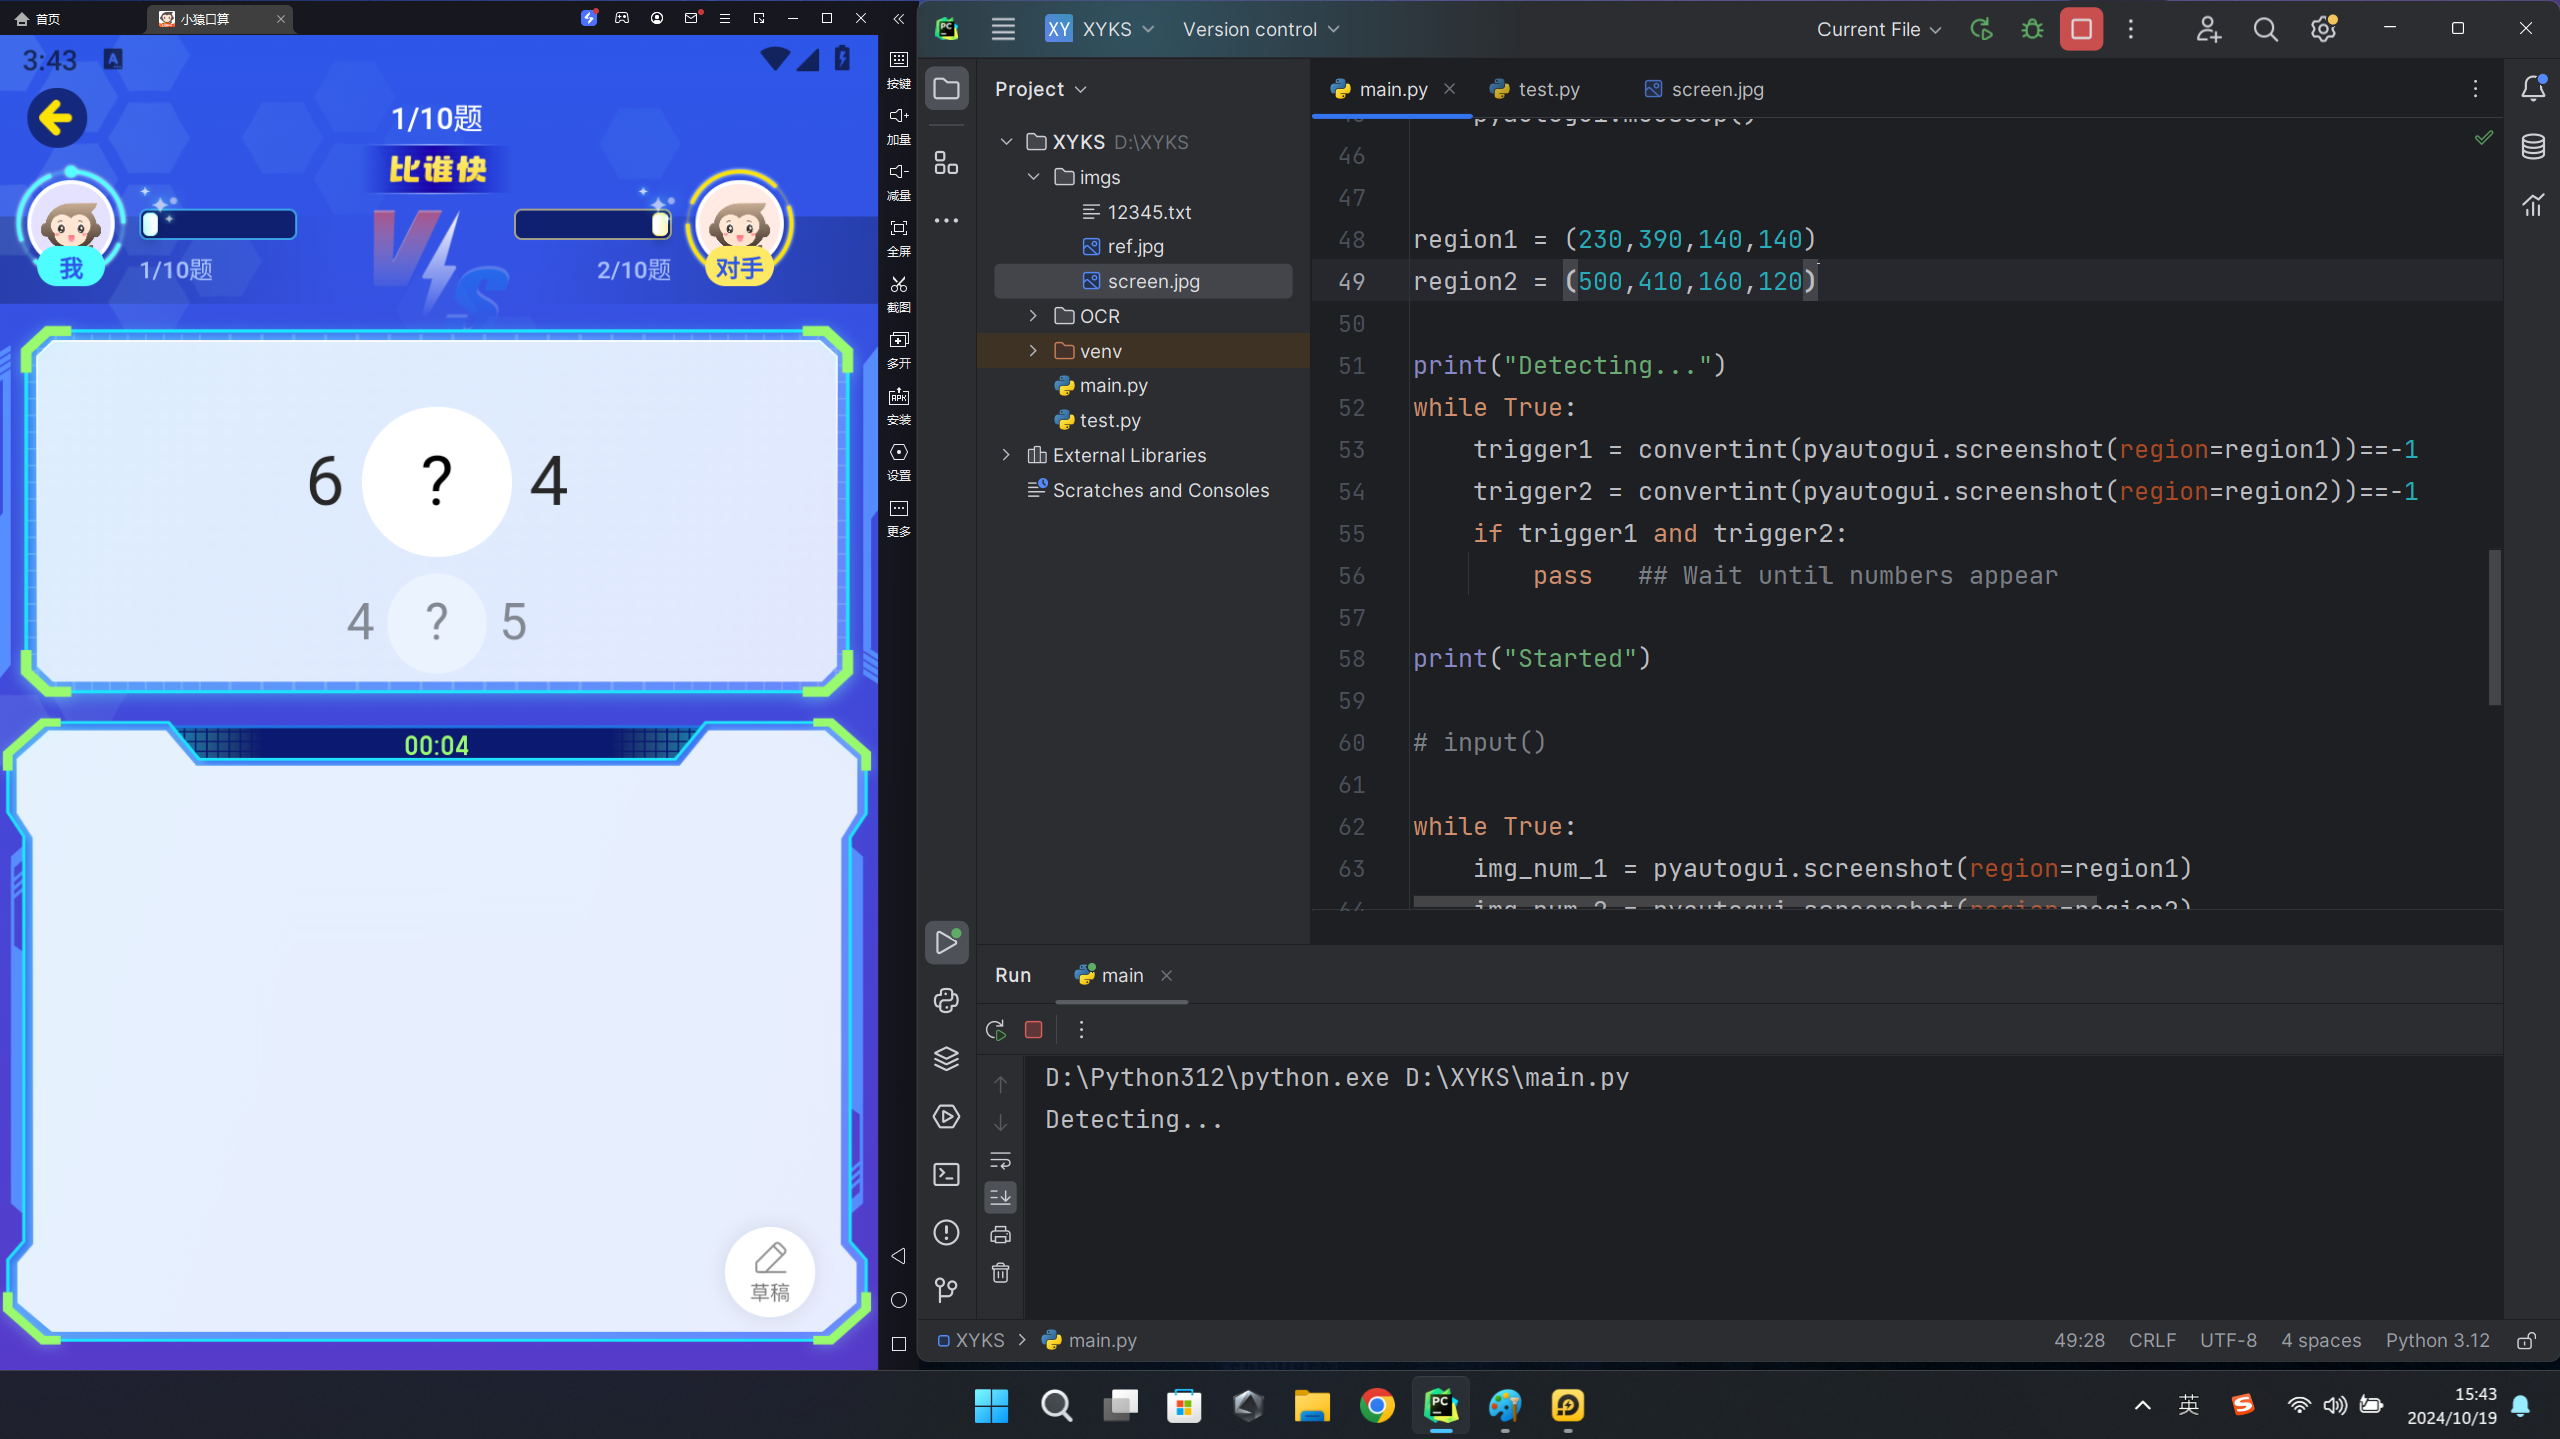 首页
小猿口算
3:43
1/10题
比谁快
VS
我
1/10题
2/10题
对手
6 ? 4
4 ? 5
00:04
草稿
按键
加量
减量
全屏
截图
多开
APK
安装
设置
更多
PC
XY XYKS
Version control
Current File
Project
XYKS D:\XYKS
imgs
12345.txt
ref.jpg
screen.jpg
OCR
venv
main.py
test.py
External Libraries
Scratches and Consoles
main.py
test.py
screen.jpg
46
47
48 region1 = (230,390,140,140)
49 region2 = (500,410,160,120)
50
51 print("Detecting...")
52 while True:
53 trigger1 = convertint(pyautogui.screenshot(region=region1))==-1
54 trigger2 = convertint(pyautogui.screenshot(region=region2))==-1
55 if trigger1 and trigger2:
56 pass ## Wait until numbers appear
57
58 print("Started")
59
60 # input()
61
62 while True:
63 img_num_1 = pyautogui.screenshot(region=region1)
64 img_num_2 = pyautogui.screenshot(region=region2)
Run
main
D:\Python312\python.exe D:\XYKS\main.py
Detecting...
XYKS
main.py
49:28
CRLF
UTF-8
4 spaces
Python 3.12
PC
英
15:43
2024/10/19